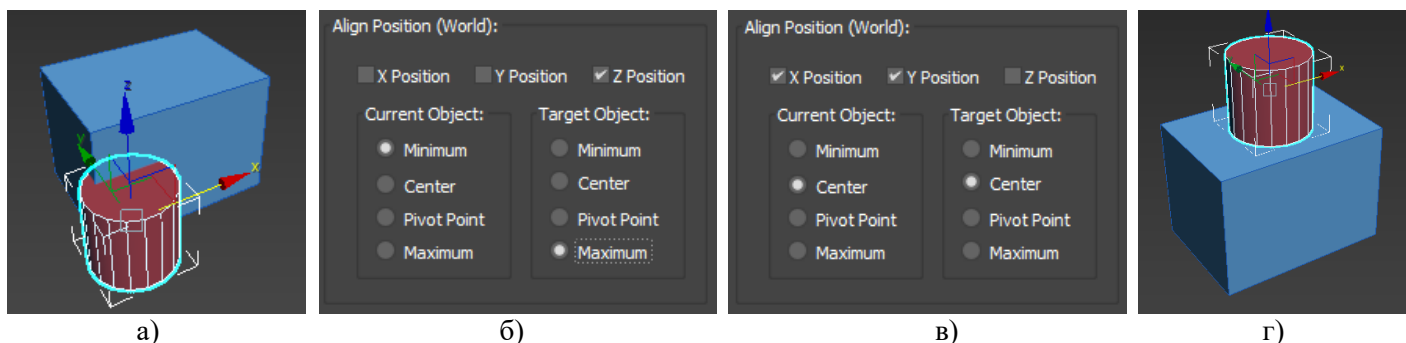 z
y
x
Align Position (World):
X Position Y Position Z Position
Current Object: Target Object:
Minimum Minimum
Center Center
Pivot Point Pivot Point
Maximum Maximum
Align Position (World):
X Position Y Position Z Position
Current Object: Target Object:
Minimum Minimum
Center Center
Pivot Point Pivot Point
Maximum Maximum
x
а) б) в) г)